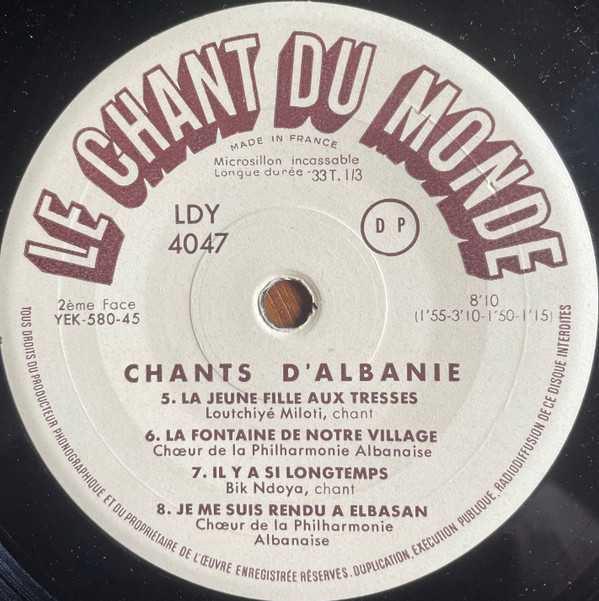 LE CHANT DU MONDE
MADE IN FRANCE
Microsillon incassable
Longue durée -33 T. 1/3
LDY
4047
D P
2ème Face
YEK-580-45
8'10
(1'55-3'10-1'50-1'15)
CHANTS D'ALBANIE
5. LA JEUNE FILLE AUX TRESSES
Loutchiyé Miloti, chant
6. LA FONTAINE DE NOTRE VILLAGE
Chœur de la Philharmonie Albanaise
7. IL Y A SI LONGTEMPS
Bik Ndoya, chant
8. JE ME SUIS RENDU A ELBASAN
Chœur de la Philharmonie
Albanaise
TOUS DROITS DU PRODUCTEUR PHONOGRAPHIQUE ET DU PROPRIÉTAIRE DE L'ŒUVRE ENREGISTRÉE RÉSERVÉS. DUPLICATION, EXÉCUTION PUBLIQUE, RADIODIFFUSION DE CE DISQUE INTERDITES